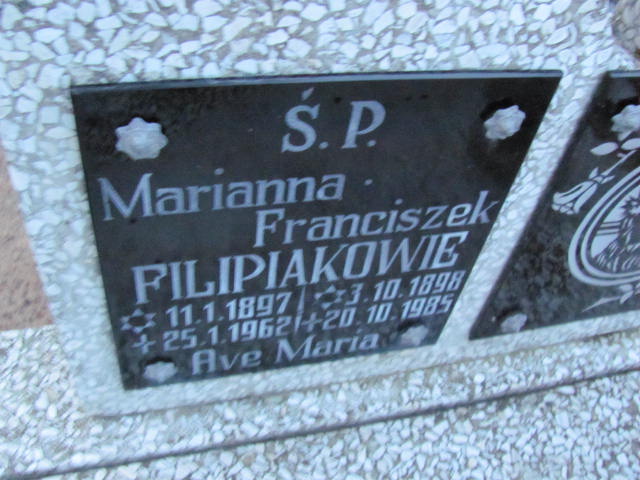 Ś.P.
Marianna
Franciszek
FILIPIAKOWIE
11.1.1897 3.10.1898
25.1.1962 20.10.1985
Ave Maria